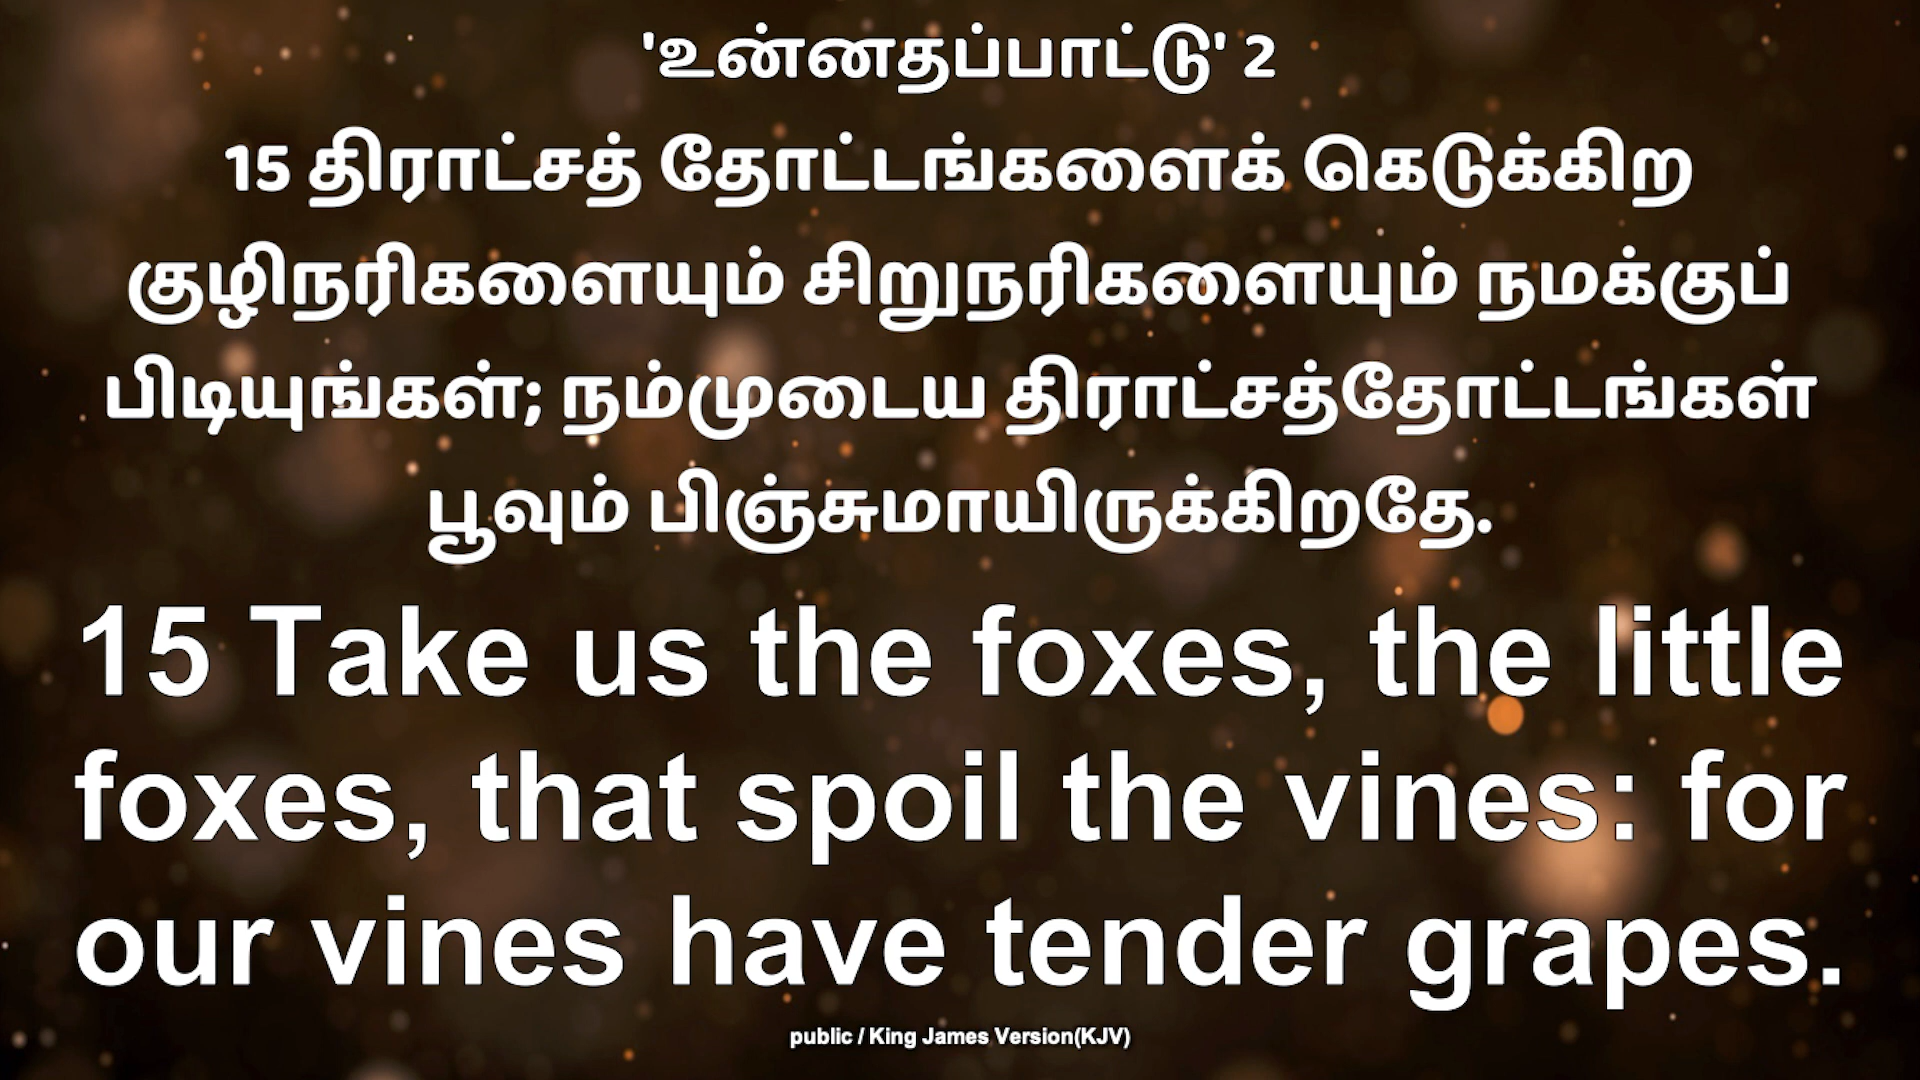 'உன்னதப்பாட்டு' 2
15 திராட்சத் தோட்டங்களைக் கெடுக்கிற
குழிநரிகளையும் சிறுநரிகளையும் நமக்குப்
பிடியுங்கள்; நம்முடைய திராட்சத்தோட்டங்கள்
பூவும் பிஞ்சுமாயிருக்கிறதே.
15 Take us the foxes, the little
foxes, that spoil the vines: for
our vines have tender grapes.
public / King James Version(KJV)